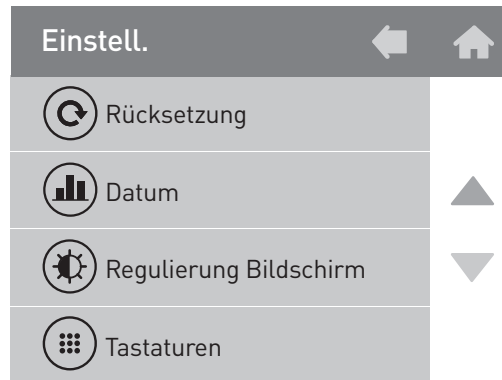 Einstell.
Rücksetzung
Datum
Regulierung Bildschirm
Tastaturen